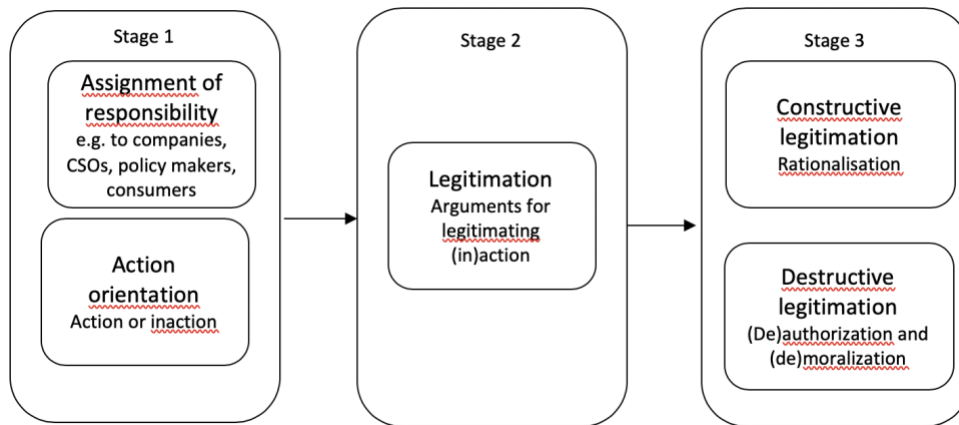 Stage 1
Assignment of
responsibility
e.g. to companies,
CSOs, policy makers,
consumers
Action
orientation
Action or inaction
Stage 2
Legitimation
Arguments for
legitimating
(in)action
Stage 3
Constructive
legitimation
Rationalisation
Destructive
legitimation
(De)authorization and
(de)moralization